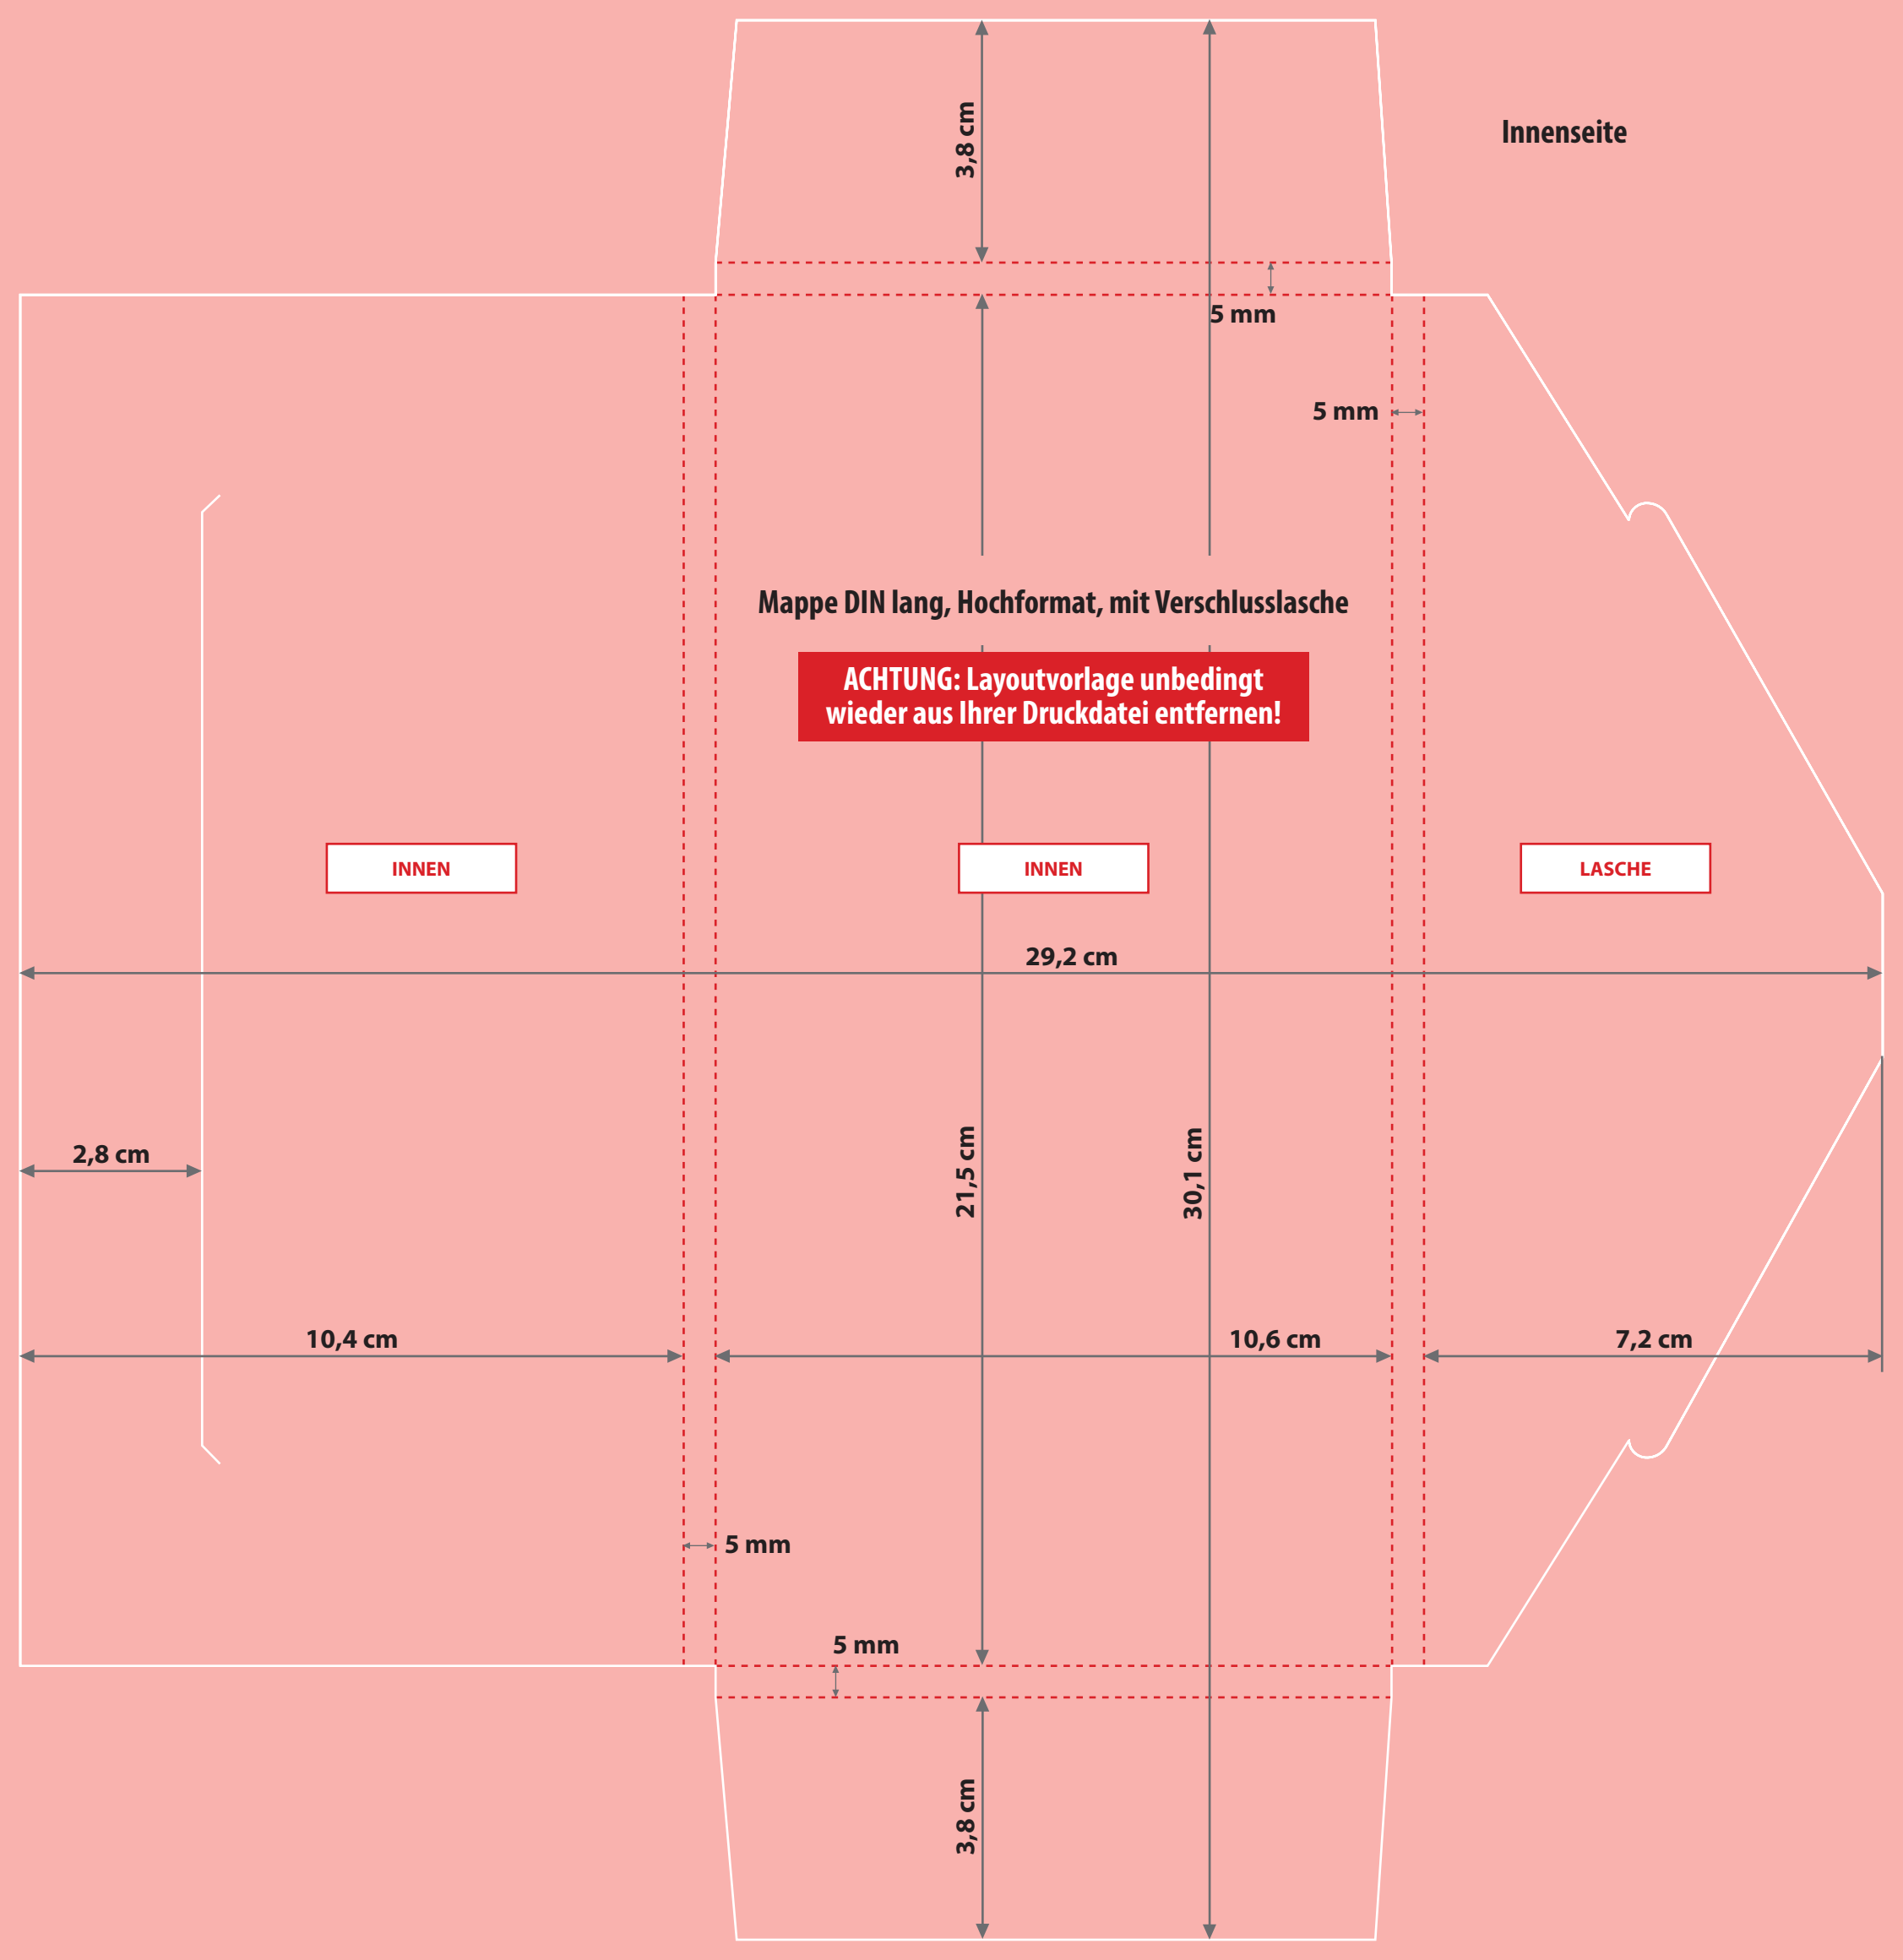 3,8 cm
Innenseite
5 mm
5 mm
Mappe DIN lang, Hochformat, mit Verschlusslasche
ACHTUNG: Layoutvorlage unbedingt
wieder aus Ihrer Druckdatei entfernen!
INNEN
INNEN
LASCHE
29,2 cm
2,8 cm
21,5 cm
30,1 cm
10,4 cm
10,6 cm
7,2 cm
5 mm
5 mm
3,8 cm